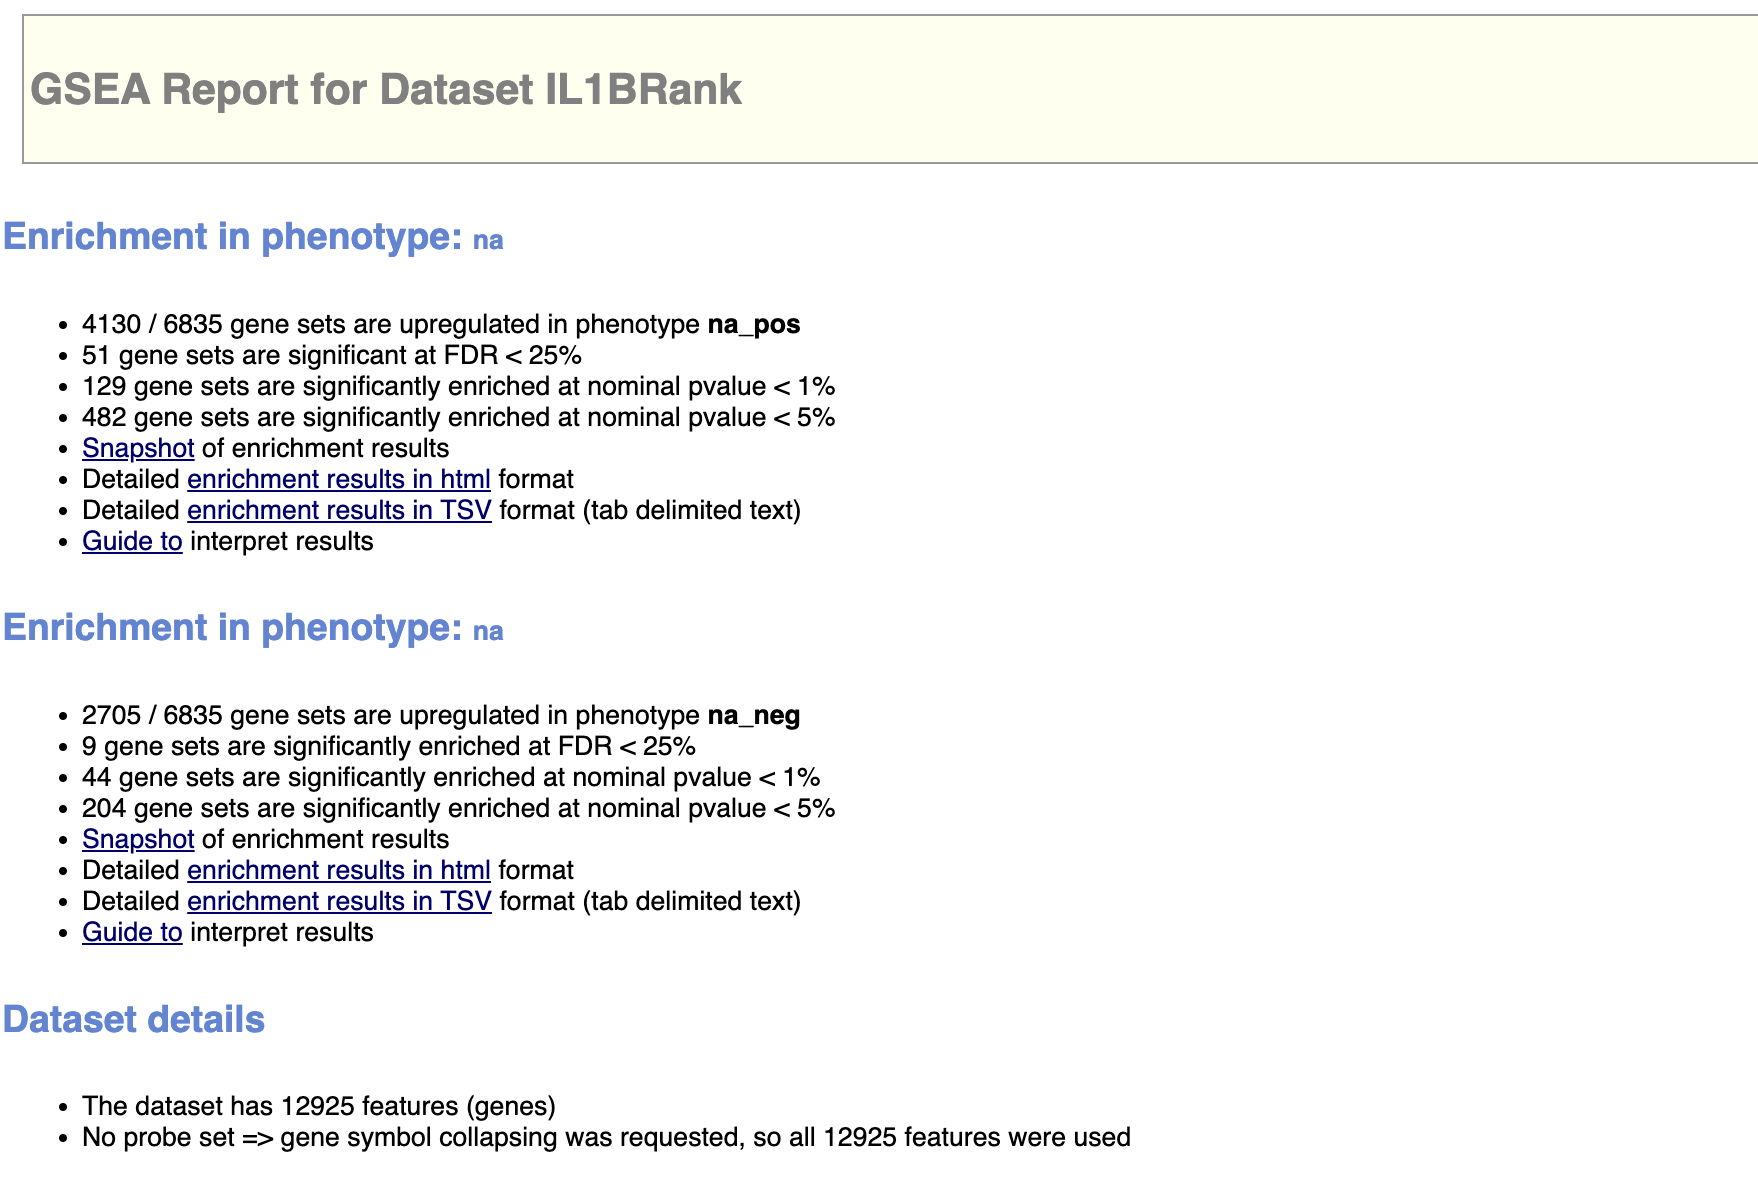 GSEA Report for Dataset IL1BRank
Enrichment in phenotype: na
• 4130 / 6835 gene sets are upregulated in phenotype na_pos
• 51 gene sets are significant at FDR < 25%
• 129 gene sets are significantly enriched at nominal pvalue < 1%
• 482 gene sets are significantly enriched at nominal pvalue < 5%
• Snapshot of enrichment results
• Detailed enrichment results in html format
• Detailed enrichment results in TSV format (tab delimited text)
• Guide to interpret results
Enrichment in phenotype: na
• 2705 / 6835 gene sets are upregulated in phenotype na_neg
• 9 gene sets are significantly enriched at FDR < 25%
• 44 gene sets are significantly enriched at nominal pvalue < 1%
• 204 gene sets are significantly enriched at nominal pvalue < 5%
• Snapshot of enrichment results
• Detailed enrichment results in html format
• Detailed enrichment results in TSV format (tab delimited text)
• Guide to interpret results
Dataset details
• The dataset has 12925 features (genes)
• No probe set => gene symbol collapsing was requested, so all 12925 features were used